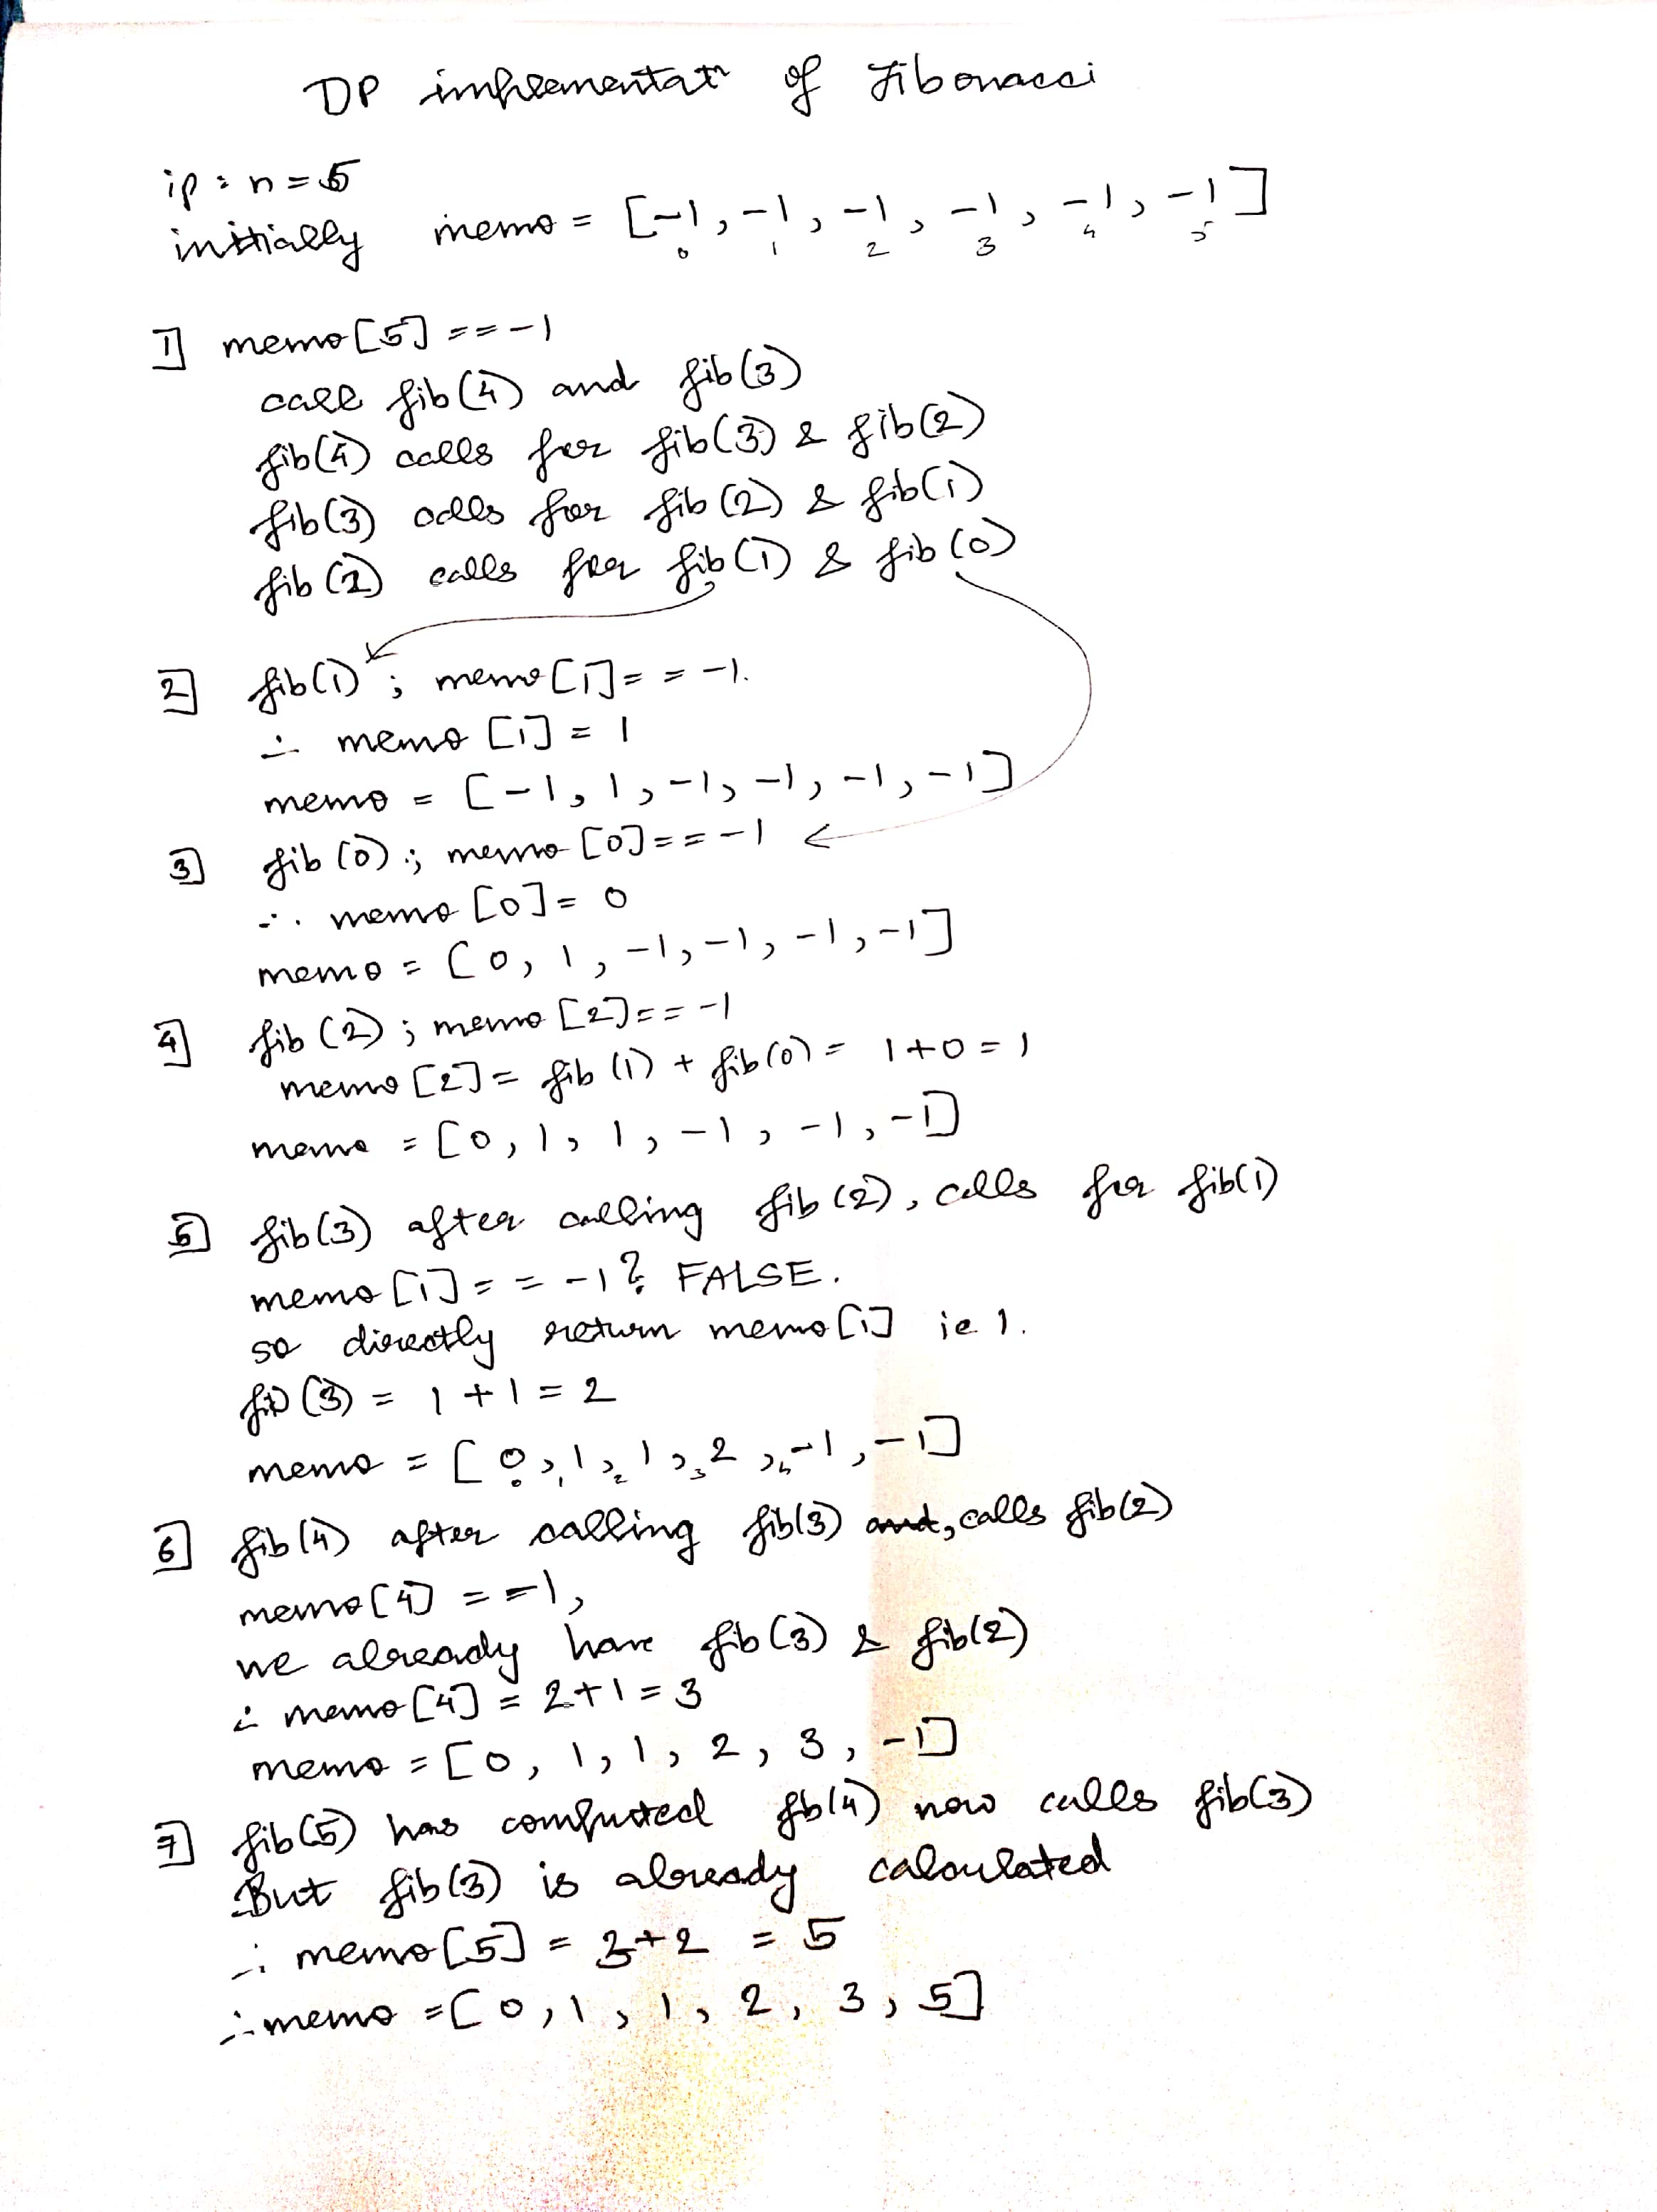 DP implementatn of Fibonacci
ip : n = 5
initially memo = [-1, -1, -1, -1, -1, -1]
0 1 2 3 4 5
1] memo[5] == -1
call fib(4) and fib(3)
fib(4) calls for fib(3) & fib(2)
fib(3) calls for fib(2) & fib(1)
fib(2) calls for fib(1) & fib(0)
2] fib(1) ; memo[1] == -1.
∴ memo[1] = 1
memo = [-1, 1, -1, -1, -1, -1]
3] fib(0) ; memo[0] == -1
∴ memo[0] = 0
memo = [0, 1, -1, -1, -1, -1]
4] fib(2) ; memo[2] == -1
memo[2] = fib(1) + fib(0) = 1+0 = 1
memo = [0, 1, 1, -1, -1, -1]
5] fib(3) after calling fib(2), calls for fib(1)
memo[1] == -1? FALSE.
so directly return memo[1] ie 1.
fib(3) = 1 + 1 = 2
memo = [0, 1, 1, 2, -1, -1]
0 1 2 3 4
6] fib(4) after calling fib(3) and, calls fib(2)
memo[4] == -1,
we already have fib(3) & fib(2)
∴ memo[4] = 2+1 = 3
memo = [0, 1, 1, 2, 3, -1]
7] fib(5) has computed fib(4) now calls fib(3)
But fib(3) is already calculated
∴ memo[5] = 3+2 = 5
∴ memo = [0, 1, 1, 2, 3, 5]